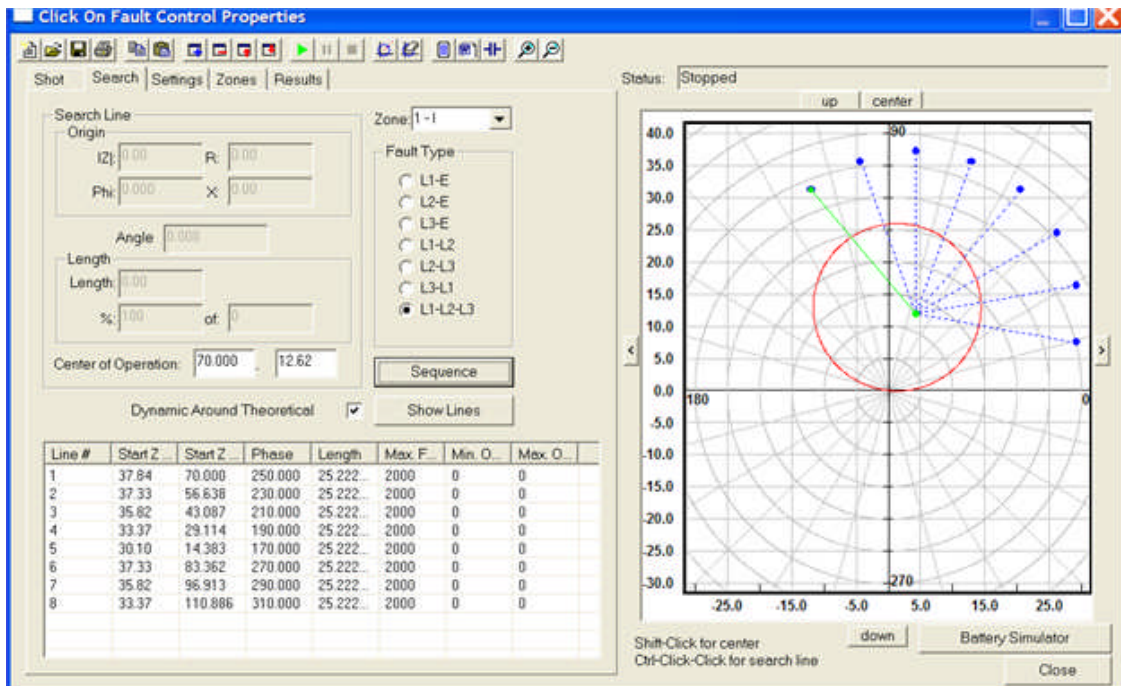 Click On Fault Control Properties
Shot Search Settings Zones Results
Status: Stopped
up center
Search Line
Origin
|Z|: 0.00 R: 0.00
Phi: 0.000 X: 0.00
Angle 0.000
Length
Length: 0.00
%: 100 of: 0
Center of Operation: 70.000 , 12.62
Dynamic Around Theoretical
Zone: 1 - I
Fault Type
L1-E
L2-E
L3-E
L1-L2
L2-L3
L3-L1
L1-L2-L3
Sequence
Show Lines
Line # Start Z ... Start Z ... Phase Length Max. F... Min. O... Max. O...
1 37.84 70.000 250.000 25.222... 2000 0 0
2 37.33 56.638 230.000 25.222... 2000 0 0
3 35.82 43.087 210.000 25.222... 2000 0 0
4 33.37 29.114 190.000 25.222... 2000 0 0
5 30.10 14.383 170.000 25.222... 2000 0 0
6 37.33 83.362 270.000 25.222... 2000 0 0
7 35.82 96.913 290.000 25.222... 2000 0 0
8 33.37 110.886 310.000 25.222... 2000 0 0
40.0
35.0
30.0
25.0
20.0
15.0
10.0
5.0
0.0
-5.0
-10.0
-15.0
-20.0
-25.0
-30.0
90
180
0
-270
-25.0 -15.0 -5.0 5.0 15.0 25.0
< >
Shift-Click for center
Ctrl-Click-Click for search line
down
Battery Simulator
Close